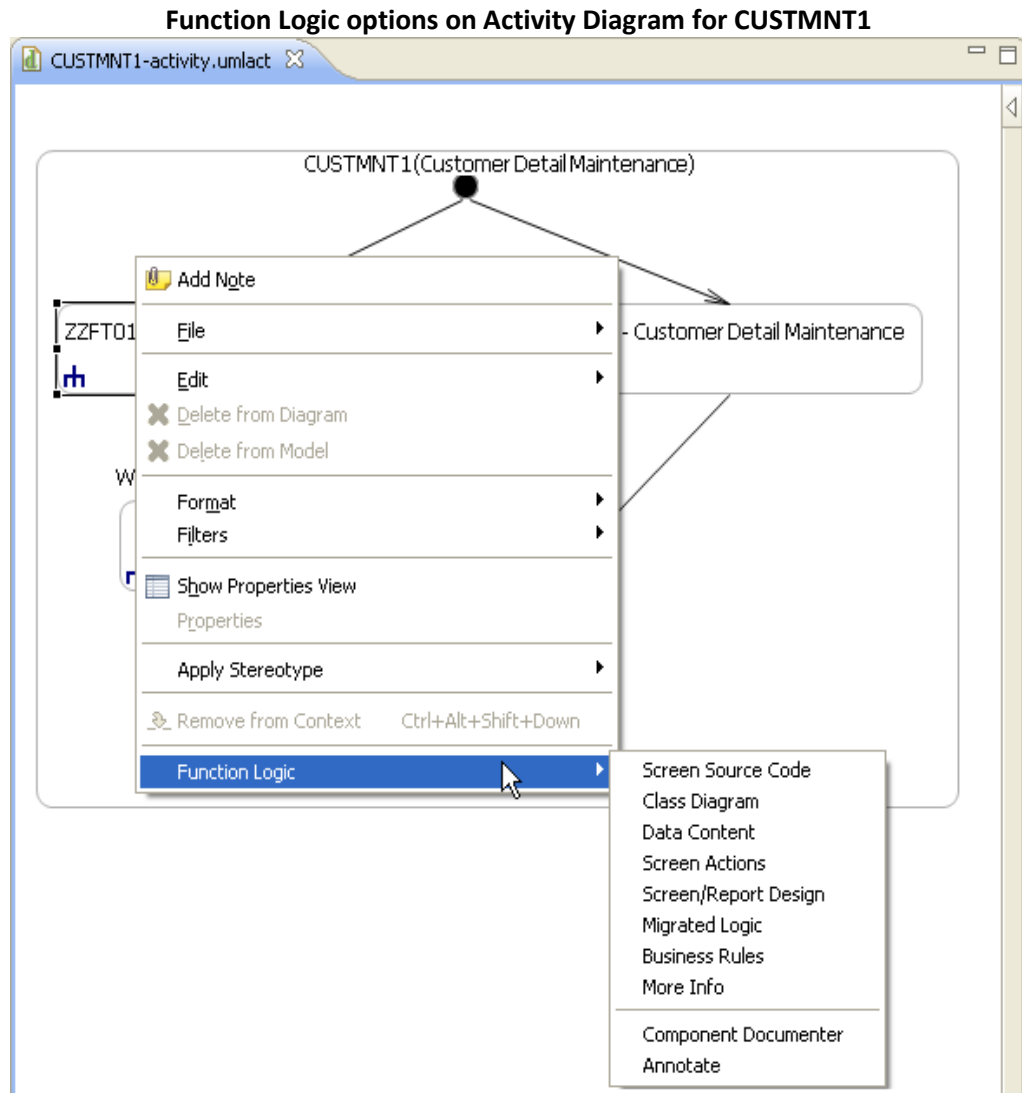 Function Logic options on Activity Diagram for CUSTMNT1
CUSTMNT1-activity.umlact
CUSTMNT1(Customer Detail Maintenance)
Add Note
ZZFT01
File
- Customer Detail Maintenance
Edit
Delete from Diagram
Delete from Model
W
Format
Filters
Show Properties View
Properties
Apply Stereotype
Remove from Context Ctrl+Alt+Shift+Down
Function Logic
Screen Source Code
Class Diagram
Data Content
Screen Actions
Screen/Report Design
Migrated Logic
Business Rules
More Info
Component Documenter
Annotate